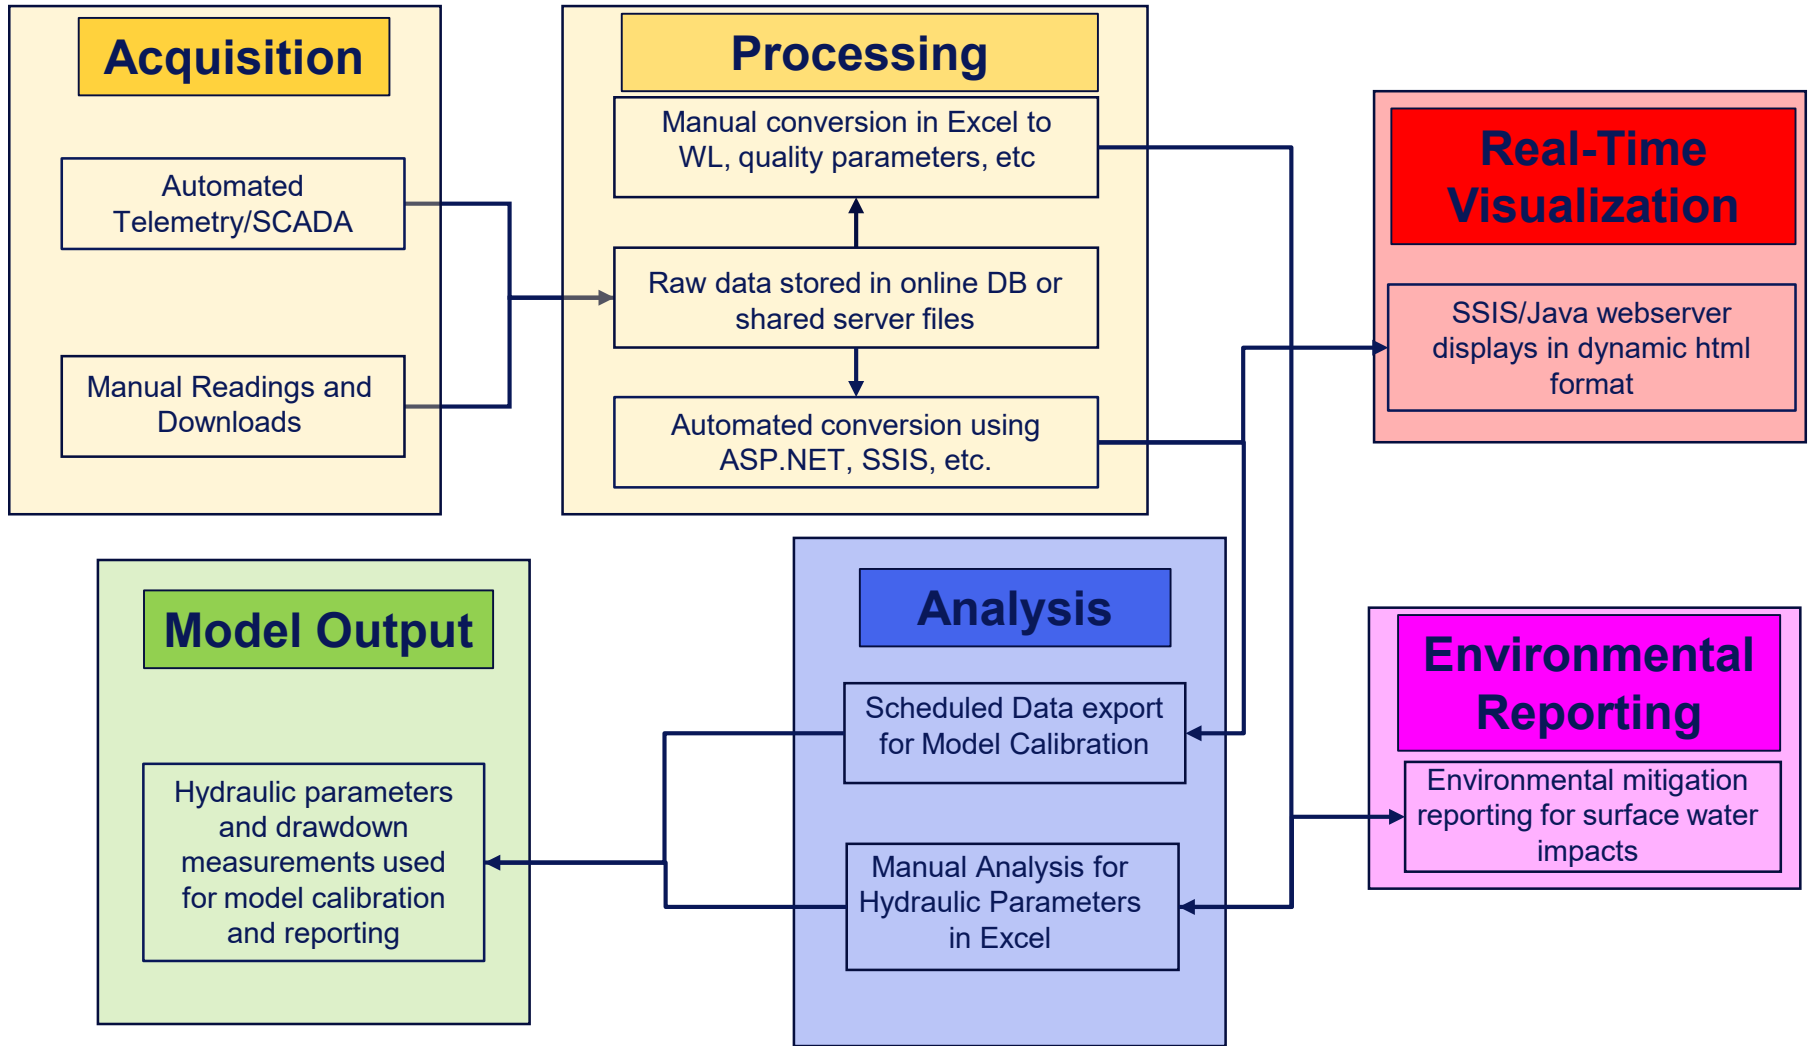 Acquisition
Automated
Telemetry/SCADA
Manual Readings and
Downloads
Processing
Manual conversion in Excel to
WL, quality parameters, etc
Raw data stored in online DB or
shared server files
Automated conversion using
ASP.NET, SSIS, etc.
Real-Time
Visualization
SSIS/Java webserver
displays in dynamic html
format
Model Output
Hydraulic parameters
and drawdown
measurements used
for model calibration
and reporting
Analysis
Scheduled Data export
for Model Calibration
Manual Analysis for
Hydraulic Parameters
in Excel
Environmental
Reporting
Environmental mitigation
reporting for surface water
impacts